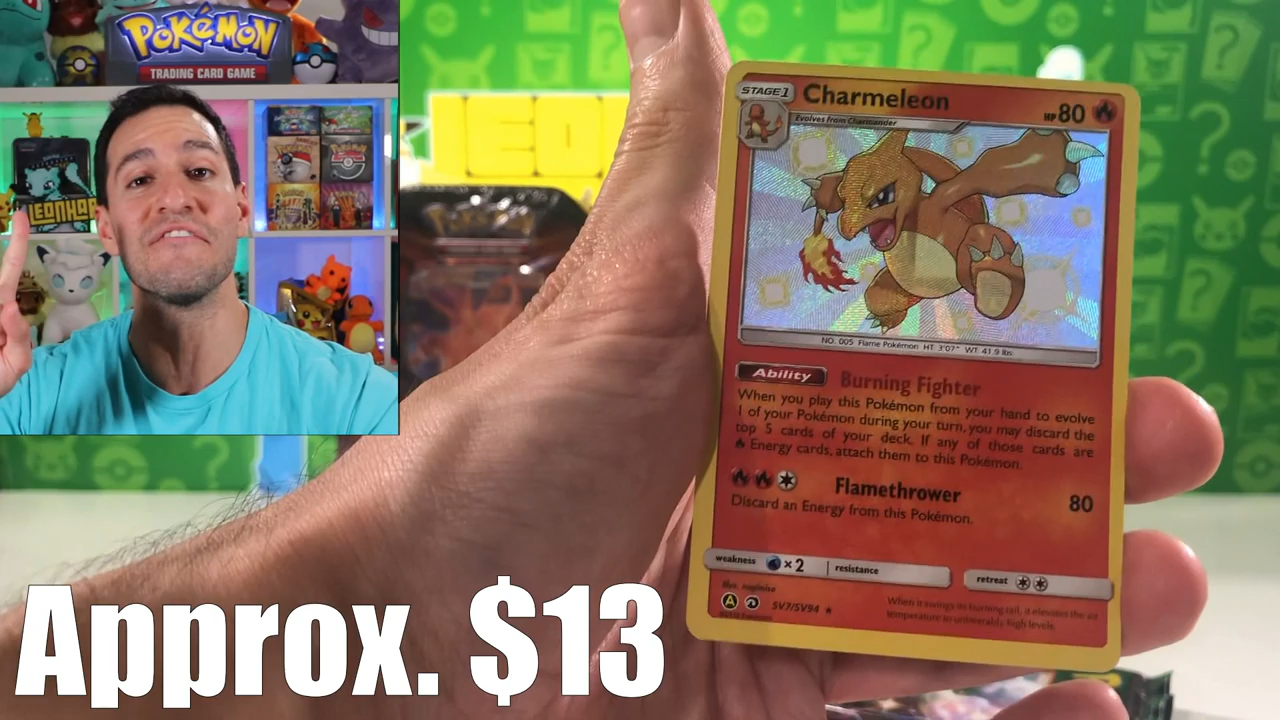 POKéMON
TRADING CARD GAME
LEONHAR
LEO
STAGE 1
Charmeleon
HP 80
Evolves from Charmander
NO. 005 Flame Pokémon HT: 3'07" WT: 41.9 lbs.
Ability Burning Fighter
When you play this Pokémon from your hand to evolve
1 of your Pokémon during your turn, you may discard the
top 5 cards of your deck. If any of those cards are
Energy cards, attach them to this Pokémon.
Flamethrower 80
Discard an Energy from this Pokémon.
weakness ×2 resistance retreat
Illus. nagimiso
A SV7/SV94 ★
When it swings its burning tail, it elevates the air
temperature to unbearably high levels.
Approx. $13